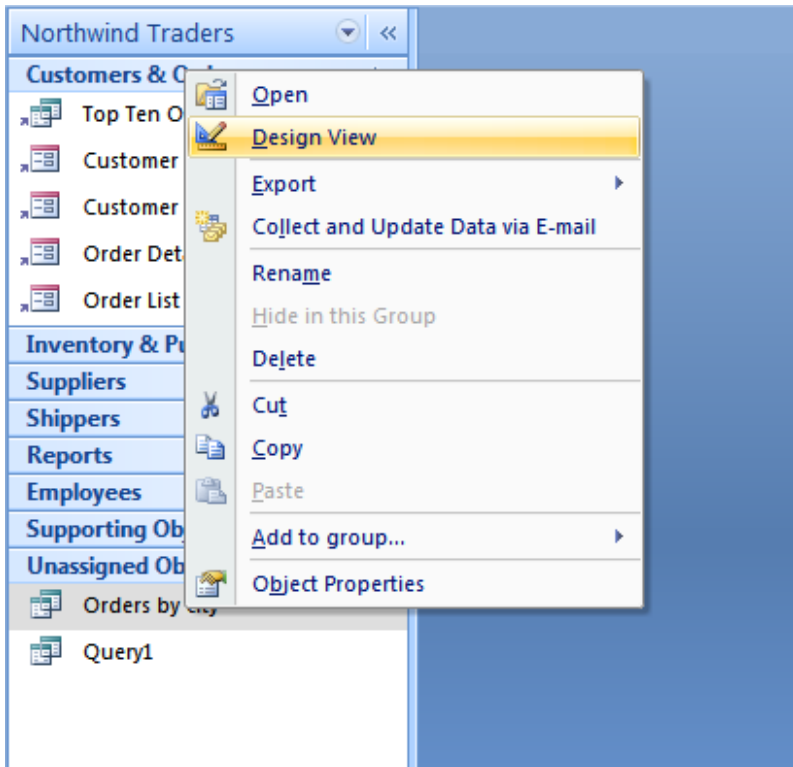 Northwind Traders
Customers & O
Top Ten O
Customer
Customer
Order Det
Order List
Inventory & Pu
Suppliers
Shippers
Reports
Employees
Supporting Ob
Unassigned Ob
Orders by city
Query1
Open
Design View
Export
Collect and Update Data via E-mail
Rename
Hide in this Group
Delete
Cut
Copy
Paste
Add to group...
Object Properties